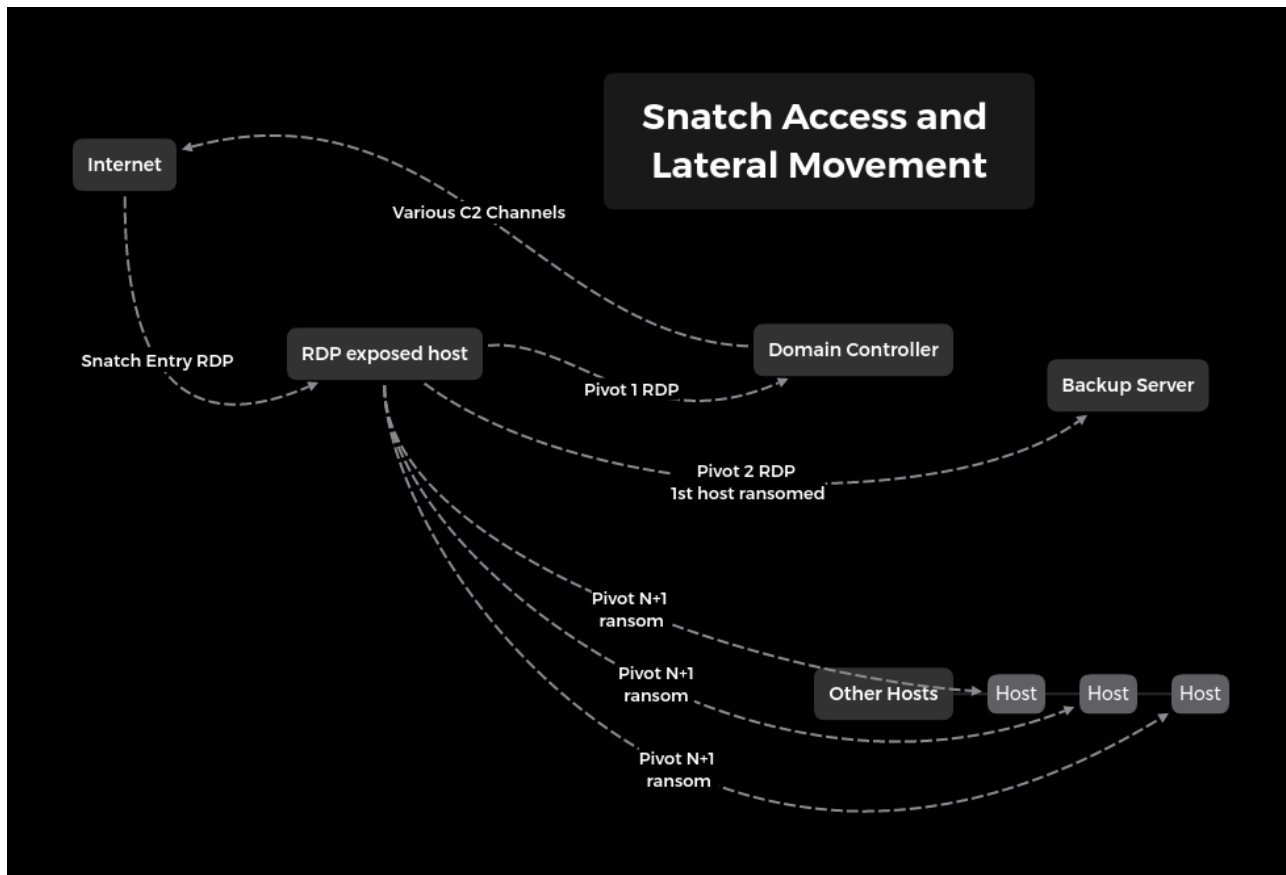 Snatch Access and
Lateral Movement
Internet
Various C2 Channels
Snatch Entry RDP
RDP exposed host
Pivot 1 RDP
Domain Controller
Backup Server
Pivot 2 RDP
1st host ransomed
Pivot N+1
ransom
Pivot N+1
ransom
Pivot N+1
ransom
Other Hosts
Host
Host
Host